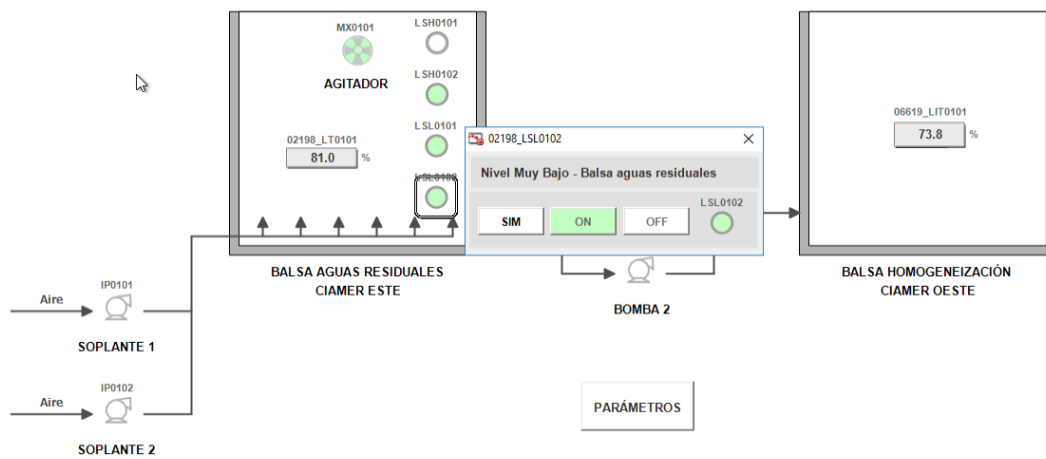 LSH0101
MX0101
AGITADOR
LSH0102
LSL0101
02198_LT0101
81.0 %
LSL0102
02198_LSL0102
Nivel Muy Bajo - Balsa aguas residuales
SIM
ON
OFF
LSL0102
06619_LIT0101
73.8 %
BALSA AGUAS RESIDUALES
CIAMER ESTE
BOMBA 2
BALSA HOMOGENEIZACIÓN
CIAMER OESTE
IP0101
Aire
SOPLANTE 1
IP0102
Aire
SOPLANTE 2
PARÁMETROS